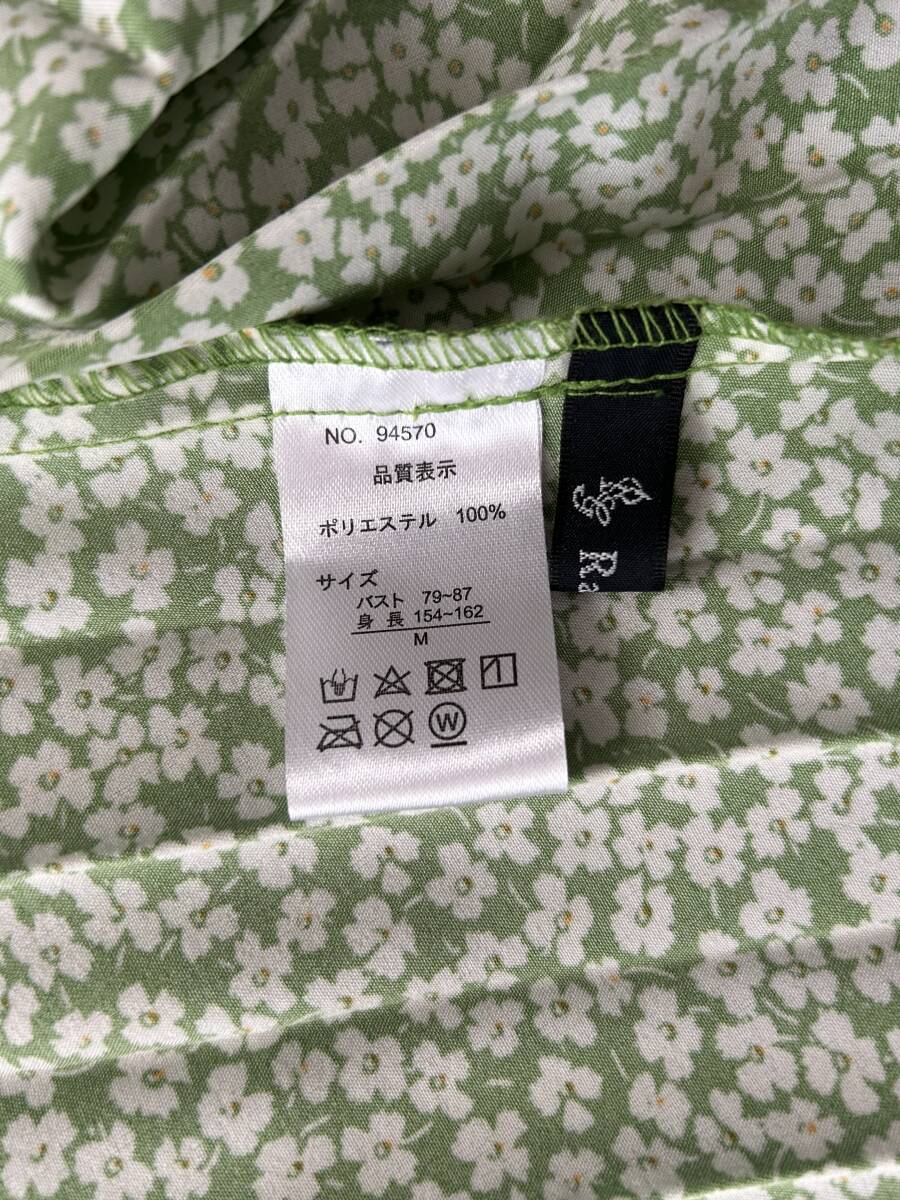 NO. 94570
品質表示
ポリエステル 100%
サイズ
バスト 79~87
身 長 154~162
M
W
Ra